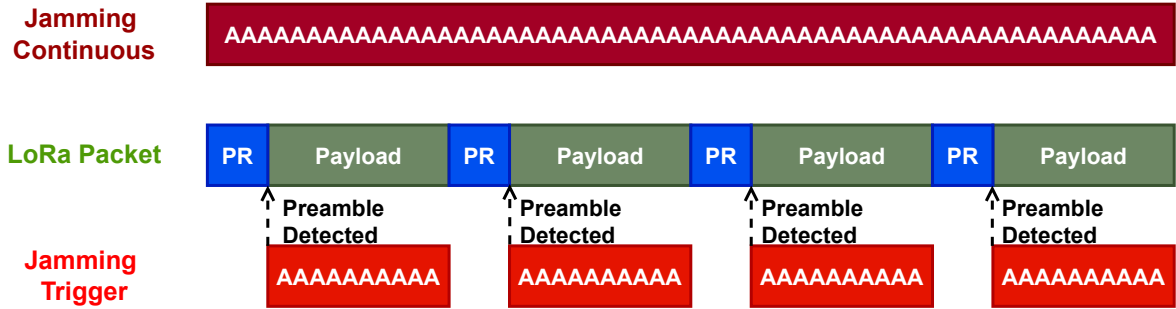 Jamming
Continuous
AAAAAAAAAAAAAAAAAAAAAAAAAAAAAAAAAAAAAAAAAAAAAAAAAAAAAAAAA
LoRa Packet
PR Payload PR Payload PR Payload PR Payload
Preamble Preamble Preamble Preamble
Detected Detected Detected Detected
Jamming
Trigger
AAAAAAAAAA AAAAAAAAAA AAAAAAAAAA AAAAAAAAAA